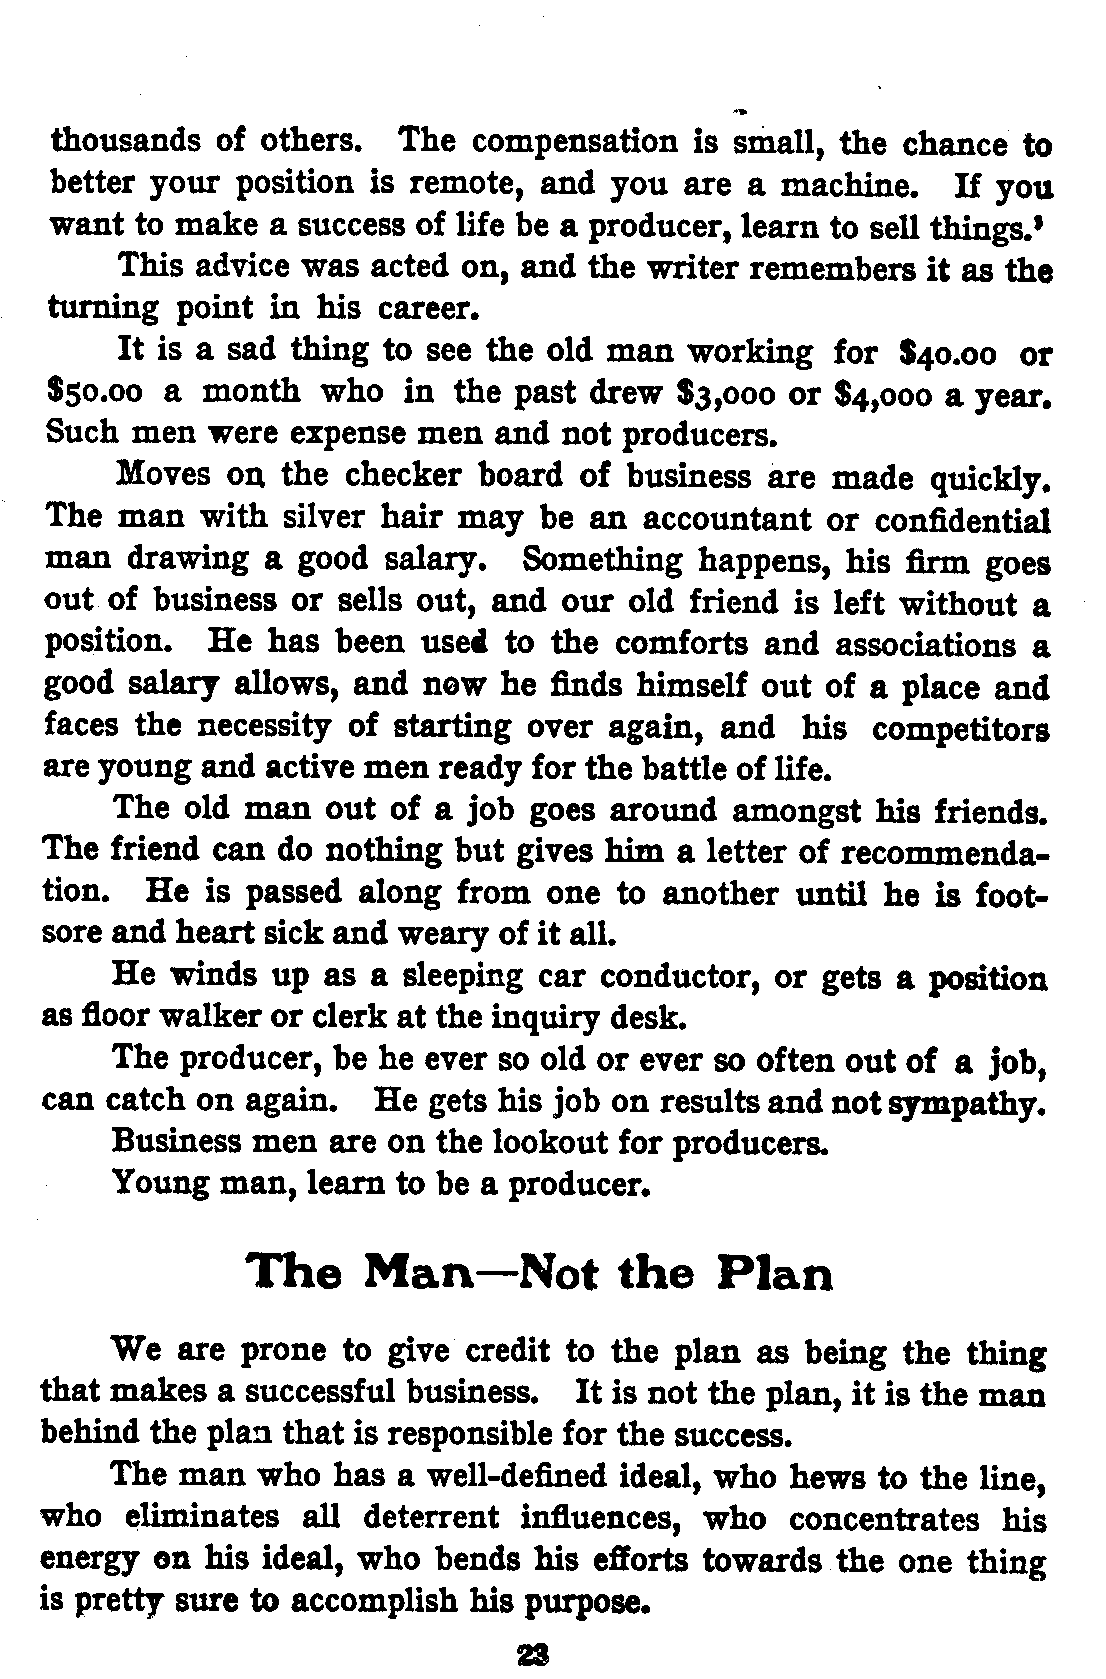 thousands of others. The compensation is small, the chance to
better your position is remote, and you are a machine. If you
want to make a success of life be a producer, learn to sell things.'
This advice was acted on, and the writer remembers it as the
turning point in his career.
It is a sad thing to see the old man working for $40.00 or
$50.00 a month who in the past drew $3,000 or $4,000 a year.
Such men were expense men and not producers.
Moves on the checker board of business are made quickly.
The man with silver hair may be an accountant or confidential
man drawing a good salary. Something happens, his firm goes
out of business or sells out, and our old friend is left without a
position. He has been used to the comforts and associations a
good salary allows, and now he finds himself out of a place and
faces the necessity of starting over again, and his competitors
are young and active men ready for the battle of life.
The old man out of a job goes around amongst his friends.
The friend can do nothing but gives him a letter of recommenda-
tion. He is passed along from one to another until he is foot-
sore and heart sick and weary of it all.
He winds up as a sleeping car conductor, or gets a position
as floor walker or clerk at the inquiry desk.
The producer, be he ever so old or ever so often out of a job,
can catch on again. He gets his job on results and not sympathy.
Business men are on the lookout for producers.
Young man, learn to be a producer.
The Man—Not the Plan
We are prone to give credit to the plan as being the thing
that makes a successful business. It is not the plan, it is the man
behind the plan that is responsible for the success.
The man who has a well-defined ideal, who hews to the line,
who eliminates all deterrent influences, who concentrates his
energy on his ideal, who bends his efforts towards the one thing
is pretty sure to accomplish his purpose.
23